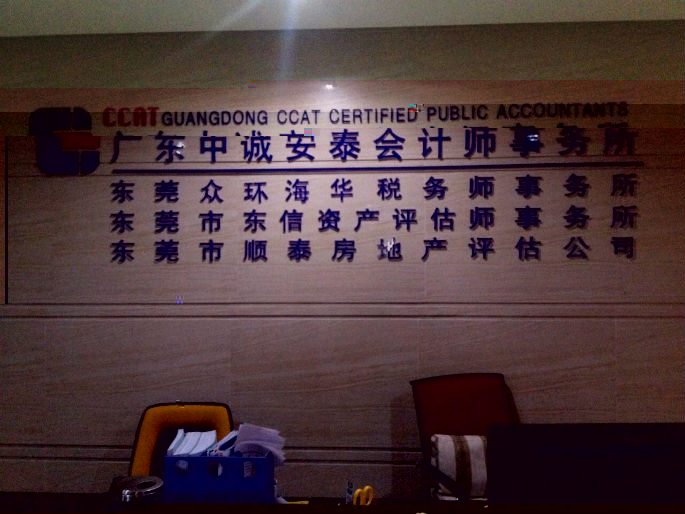 CCAT GUANGDONG CCAT CERTIFIED PUBLIC ACCOUNTANTS
广东中诚安泰会计师事务所
东莞众环海华税务师事务所
东莞市东信资产评估师事务所
东莞市顺泰房地产评估公司